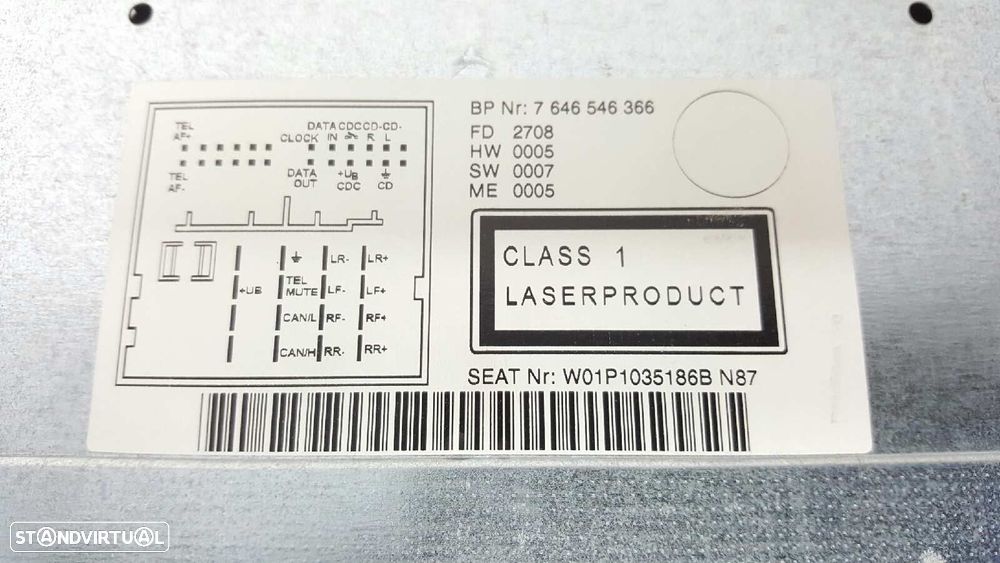 TEL
AF+
DATA CDC CD- CD-
CLOCK IN R L
TEL
AF-
DATA
OUT
+UB
CDC
CD
LR- LR+
+UB
TEL
MUTE
LF- LF+
CAN/L RF- RF+
CAN/H RR- RR+
BP Nr: 7 646 546 366
FD 2708
HW 0005
SW 0007
ME 0005
CLASS 1
LASERPRODUCT
SEAT Nr: W01P1035186B N87
STANDVIRTUAL